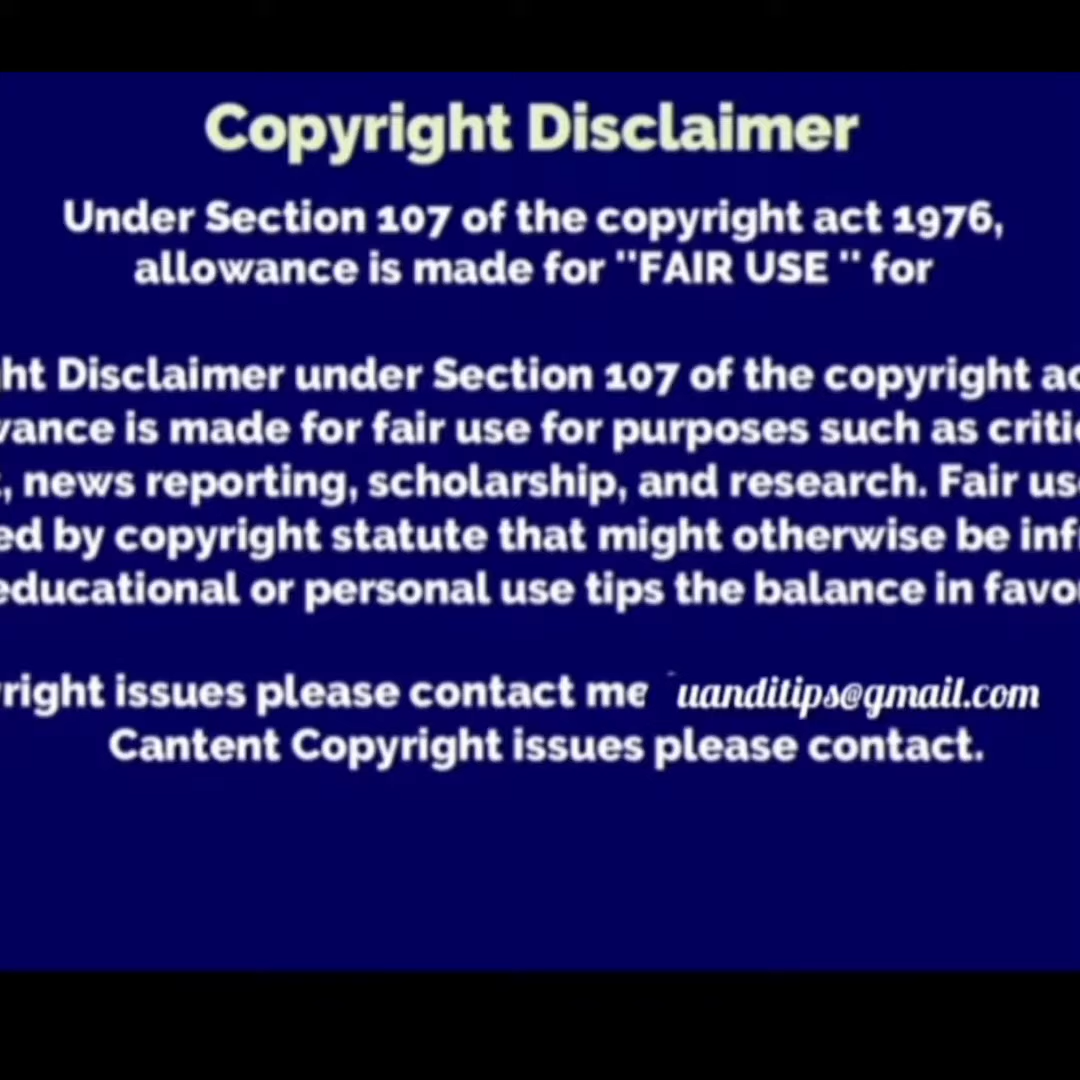 Copyright Disclaimer
Under Section 107 of the copyright act 1976,
allowance is made for "FAIR USE " for
ht Disclaimer under Section 107 of the copyright ac
vance is made for fair use for purposes such as critic
, news reporting, scholarship, and research. Fair use
ed by copyright statute that might otherwise be infr
educational or personal use tips the balance in favou
right issues please contact me uanditips@gmail.com
Cantent Copyright issues please contact.